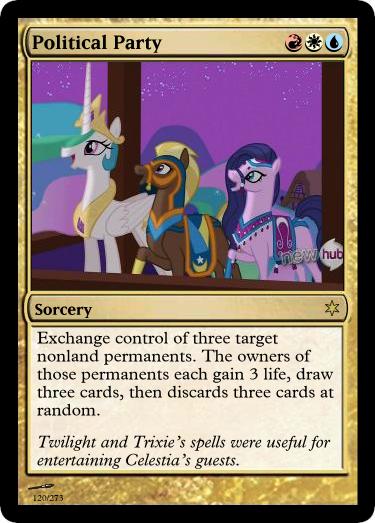 Political Party
new hub
Sorcery
Exchange control of three target
nonland permanents. The owners of
those permanents each gain 3 life, draw
three cards, then discards three cards at
random.
Twilight and Trixie's spells were useful for
entertaining Celestia's guests.
120/273